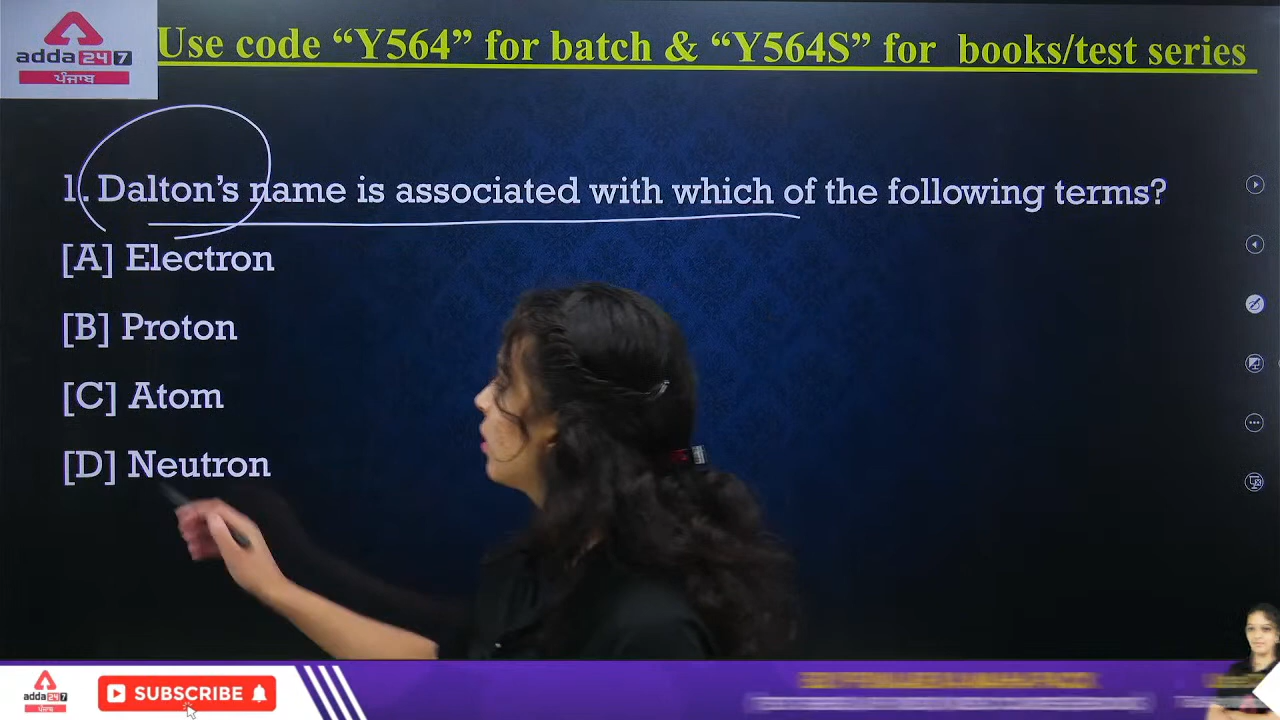 Use code “Y564” for batch & “Y564S” for books/test series
adda 247
ਪੰਜਾਬ
1. Dalton’s name is associated with which of the following terms?
[A] Electron
[B] Proton
[C] Atom
[D] Neutron
adda 247
ਪੰਜਾਬ
SUBSCRIBE